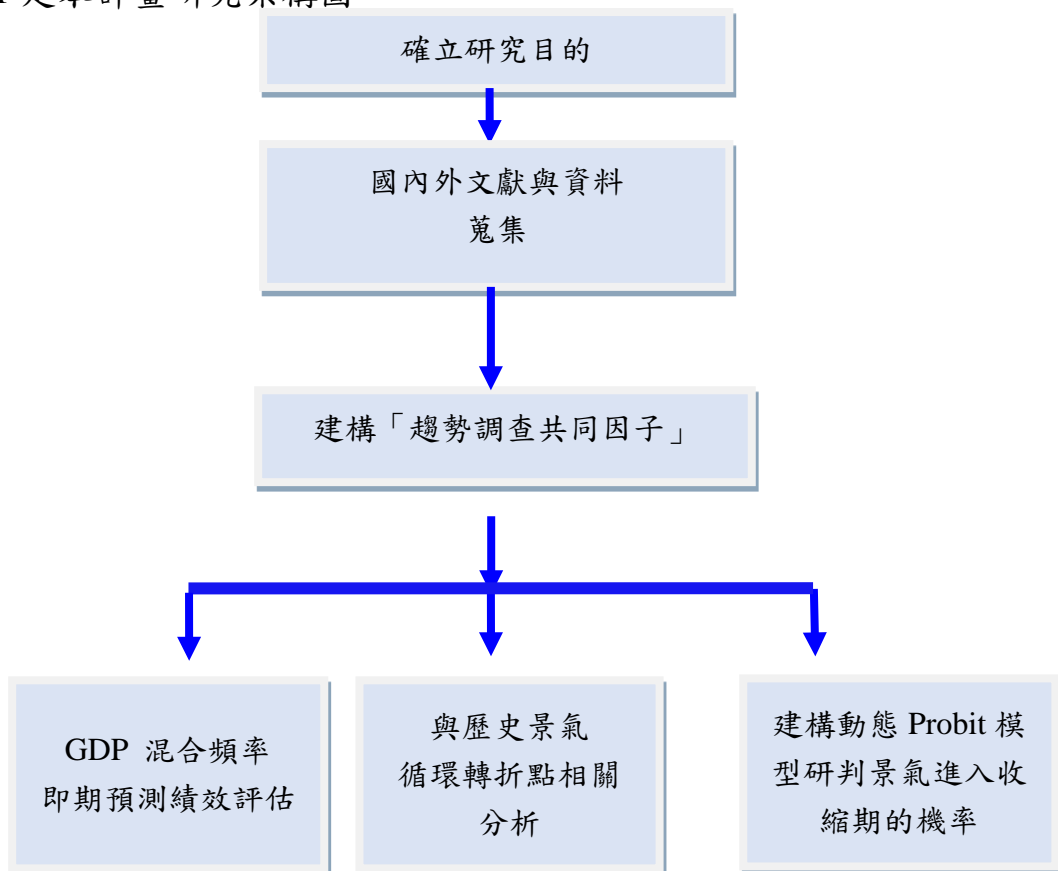 確立研究目的
國內外文獻與資料
蒐集
建構「趨勢調查共同因子」
GDP 混合頻率
即期預測績效評估
與歷史景氣
循環轉折點相關
分析
建構動態 Probit 模
型研判景氣進入收
縮期的機率